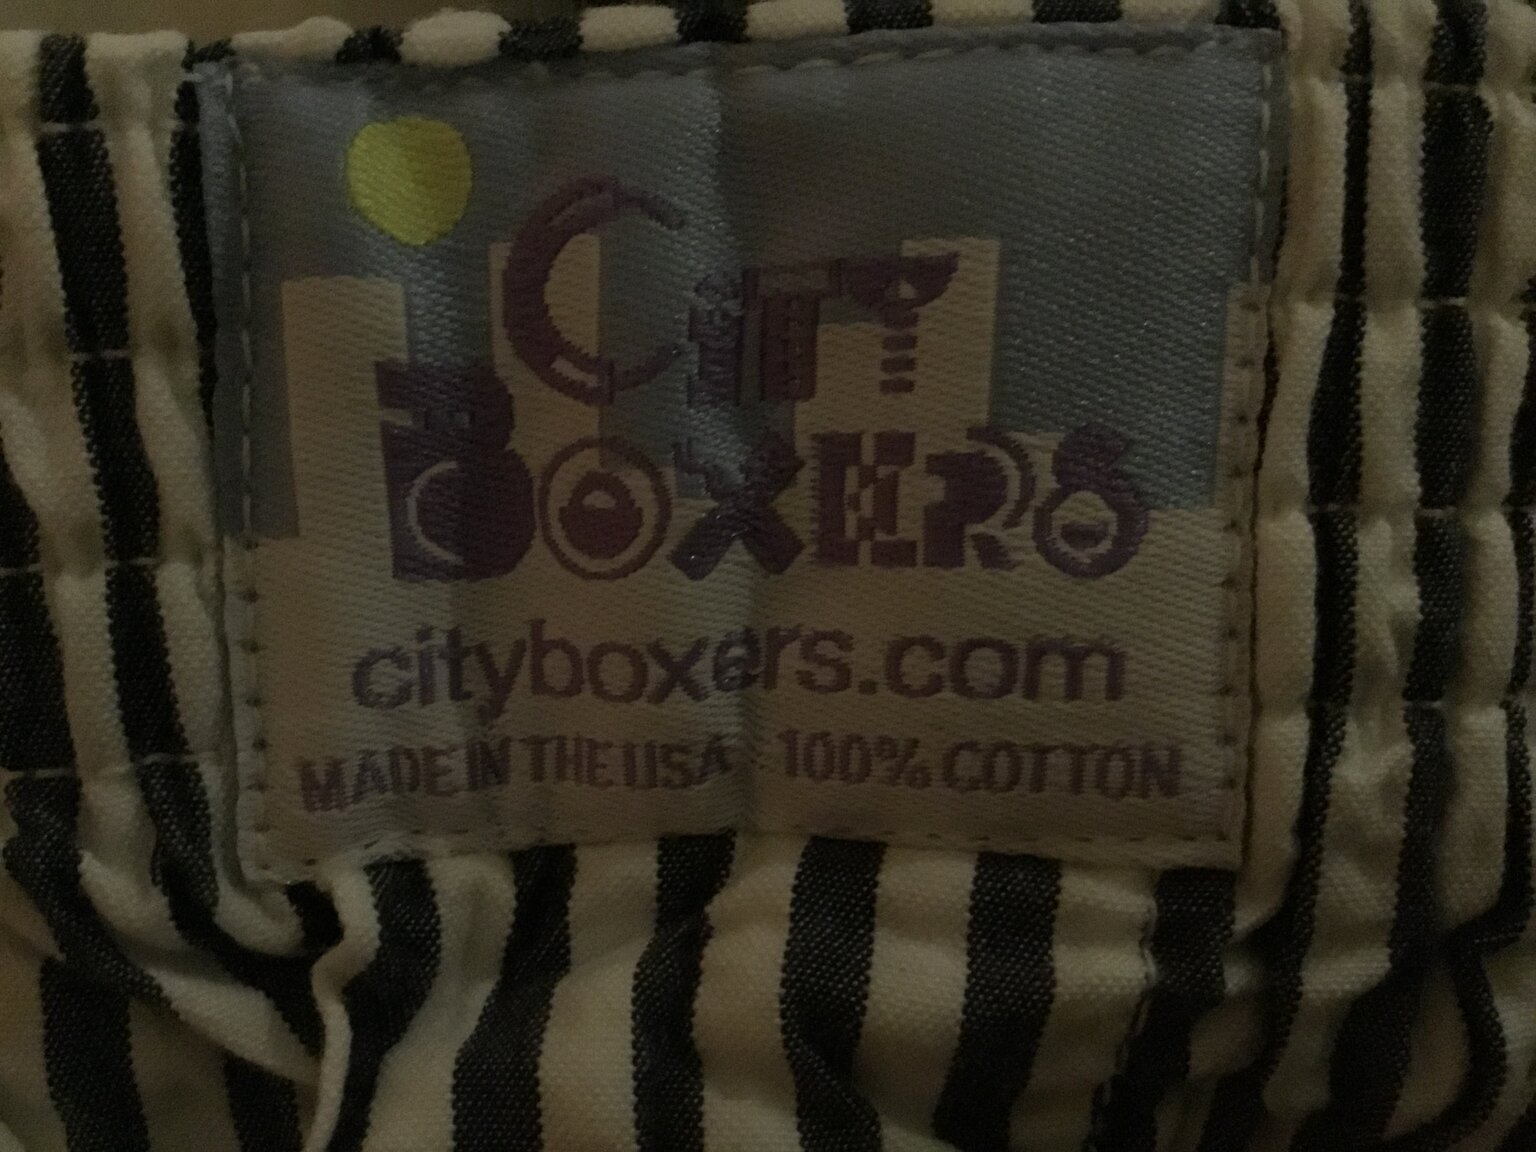 City
BOXERS
cityboxers.com
MADE IN THE USA 100% COTTON